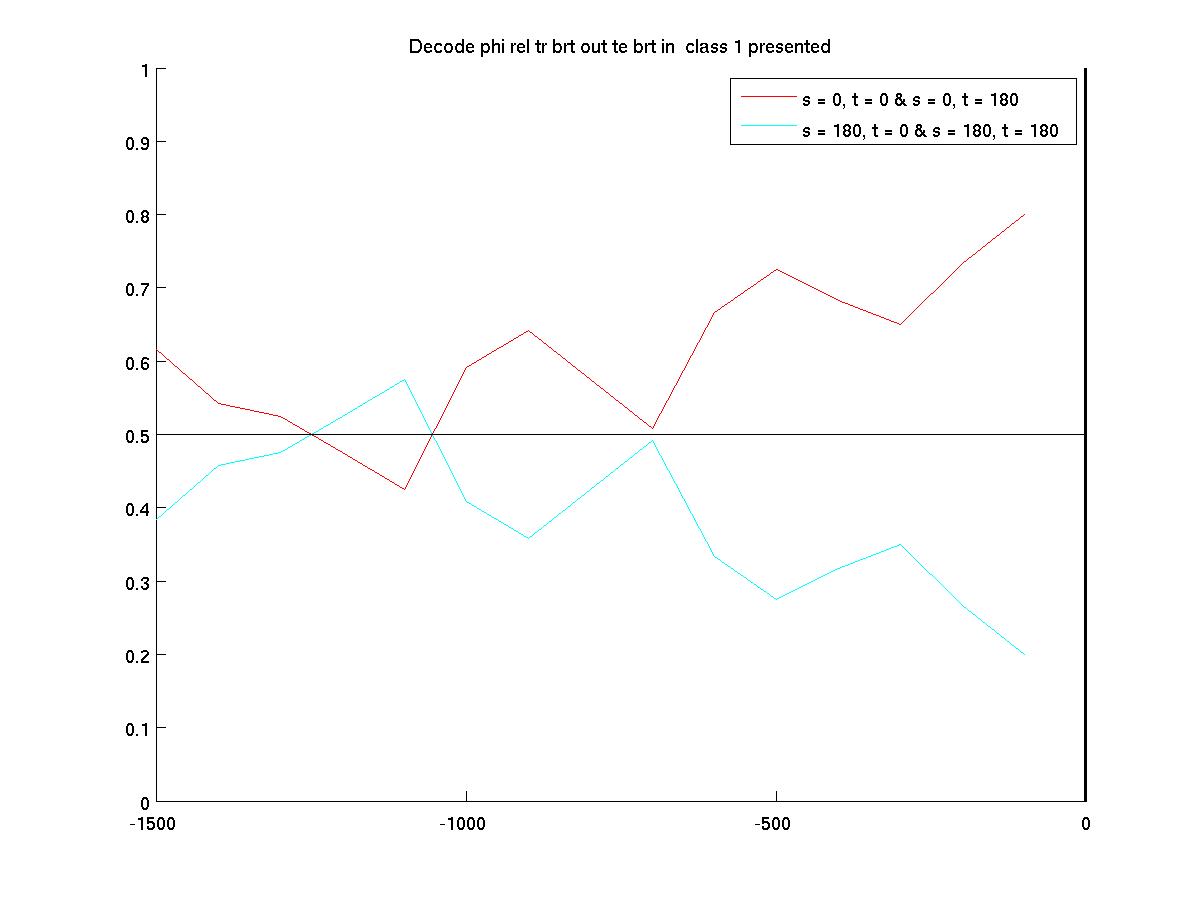 Decode phi rel tr brt out te brt in  class 1 presented
s = 0, t = 0 & s = 0, t = 180
s = 180, t = 0 & s = 180, t = 180
1
0.9
0.8
0.7
0.6
0.5
0.4
0.3
0.2
0.1
0
-1500 -1000 -500 0